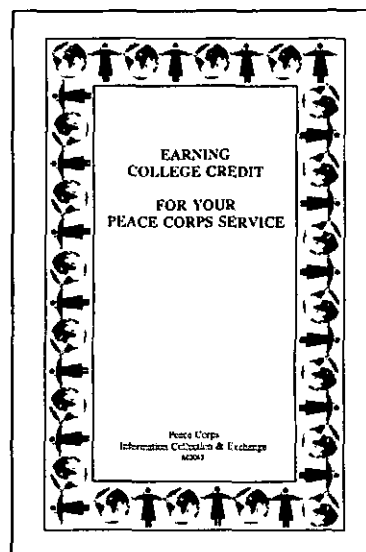 EARNING
COLLEGE CREDIT
FOR YOUR
PEACE CORPS SERVICE
Peace Corps
Information Collection & Exchange